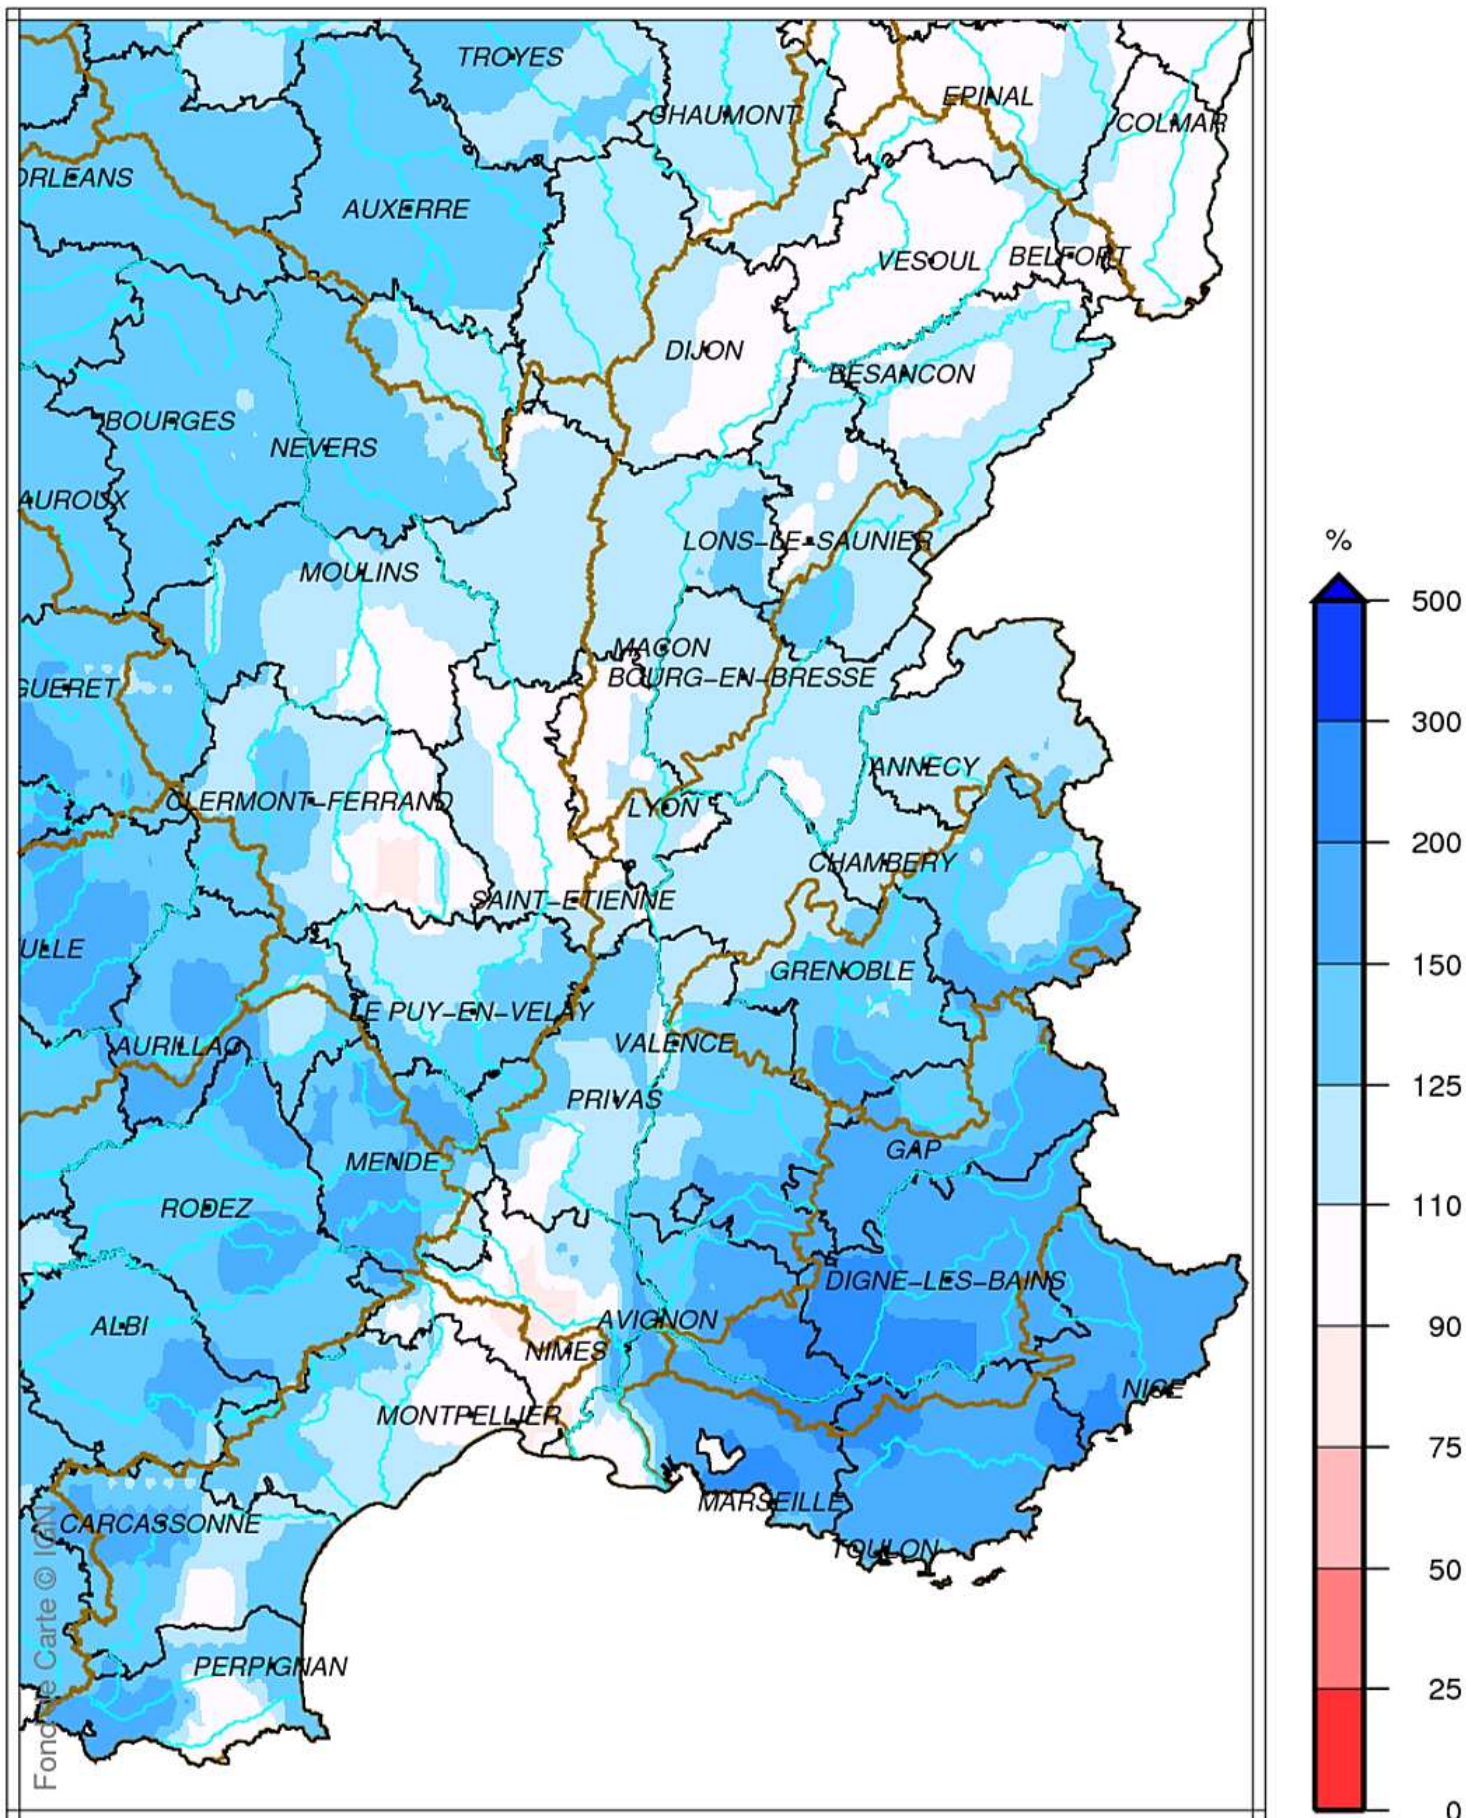 TROYES
EPINAL
CHAUMONT
COLMAR
ORLEANS
AUXERRE
VESOUL
BELFORT
DIJON
BESANCON
BOURGES
NEVERS
AUROUX
LONS-LE-SAUNIER
MOULINS
MACON
BOURG-EN-BRESSE
GUERET
ANNECY
CLERMONT-FERRAND
LYON
CHAMBERY
SAINT-ETIENNE
ULLE
GRENOBLE
LE PUY-EN-VELAY
VALENCE
AURILLAC
PRIVAS
GAP
MENDE
RODEZ
DIGNE-LES-BAINS
AVIGNON
ALBI
NIMES
NICE
MONTPELLIER
MARSEILLE
CARCASSONNE
TOULON
PERPIGNAN
Fond de Carte © IGN
%
500
300
200
150
125
110
90
75
50
25
0